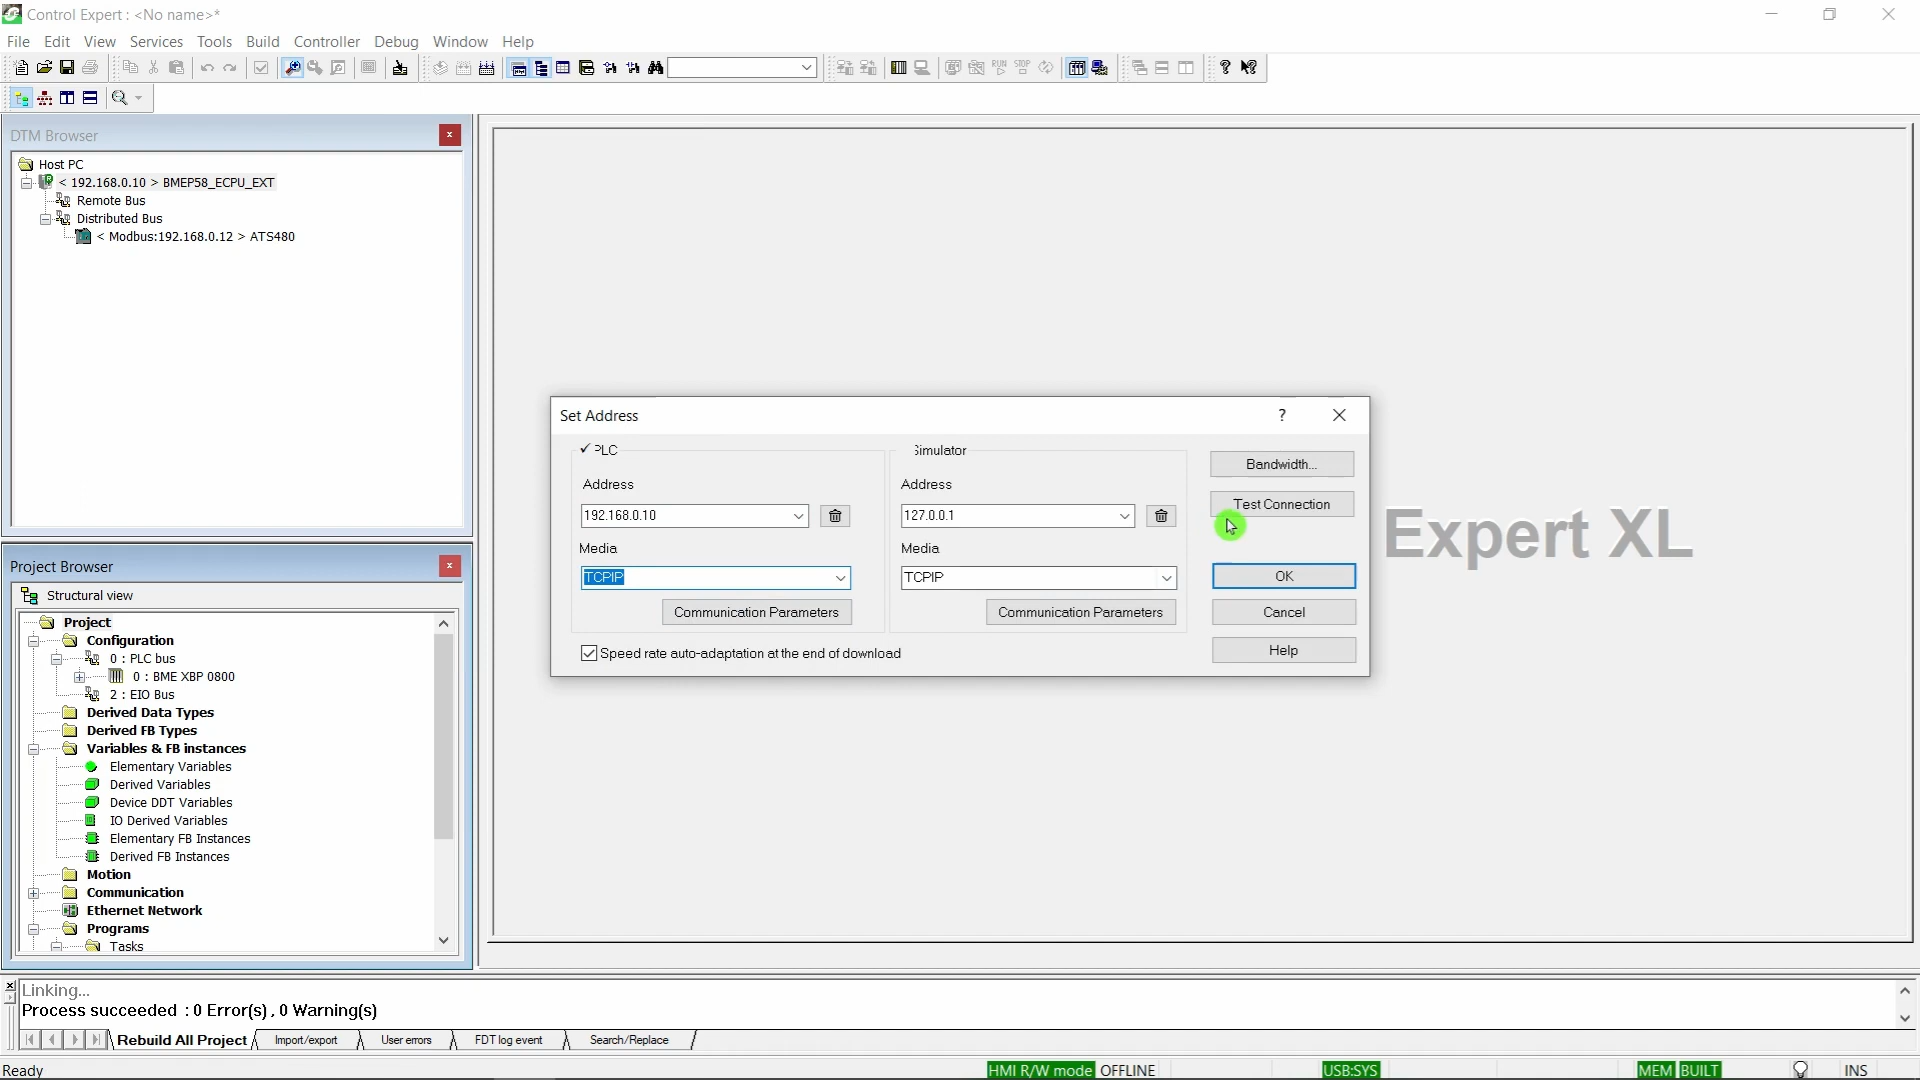 Control Expert : <No name>*
File Edit View Services Tools Build Controller Debug Window Help
DTM Browser
Host PC
< 192.168.0.10 > BMEP58_ECPU_EXT
Remote Bus
Distributed Bus
< Modbus:192.168.0.12 > ATS480
Project Browser
Structural view
Project
Configuration
0 : PLC bus
0 : BME XBP 0800
2 : EIO Bus
Derived Data Types
Derived FB Types
Variables & FB instances
Elementary Variables
Derived Variables
Device DDT Variables
IO Derived Variables
Elementary FB Instances
Derived FB Instances
Motion
Communication
Ethernet Network
Programs
Tasks
Set Address
PLC
Address
192.168.0.10
Media
TCPIP
Communication Parameters
Simulator
Address
127.0.0.1
Media
TCPIP
Communication Parameters
Speed rate auto-adaptation at the end of download
Bandwidth...
Test Connection
OK
Cancel
Help
Expert XL
Linking...
Process succeeded : 0 Error(s) , 0 Warning(s)
Rebuild All Project Import/export User errors FDT log event Search/Replace
Ready HMI R/W mode OFFLINE USB:SYS MEM BUILT INS